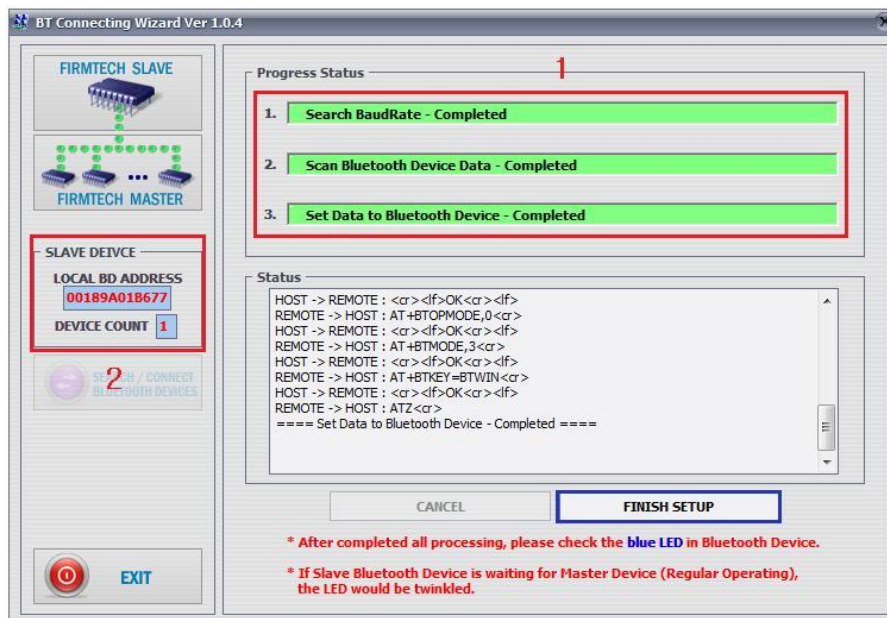 BT Connecting Wizard Ver 1.0.4
FIRMTECH SLAVE
FIRMTECH MASTER
SLAVE DEIVCE
LOCAL BD ADDRESS
00189A01B677
DEVICE COUNT 1
2
SEARCH / CONNECT
BLUETOOTH DEVICES
EXIT
Progress Status
1
1. Search BaudRate - Completed
2. Scan Bluetooth Device Data - Completed
3. Set Data to Bluetooth Device - Completed
Status
HOST -> REMOTE : <cr><lf>OK<cr><lf>
REMOTE -> HOST : AT+BTOPMODE,0<cr>
HOST -> REMOTE : <cr><lf>OK<cr><lf>
REMOTE -> HOST : AT+BTMODE,3<cr>
HOST -> REMOTE : <cr><lf>OK<cr><lf>
REMOTE -> HOST : AT+BTKEY=BTWIN<cr>
HOST -> REMOTE : <cr><lf>OK<cr><lf>
REMOTE -> HOST : ATZ<cr>
==== Set Data to Bluetooth Device - Completed ====
CANCEL
FINISH SETUP
* After completed all processing, please check the blue LED in Bluetooth Device.
* If Slave Bluetooth Device is waiting for Master Device (Regular Operating),
the LED would be twinkled.